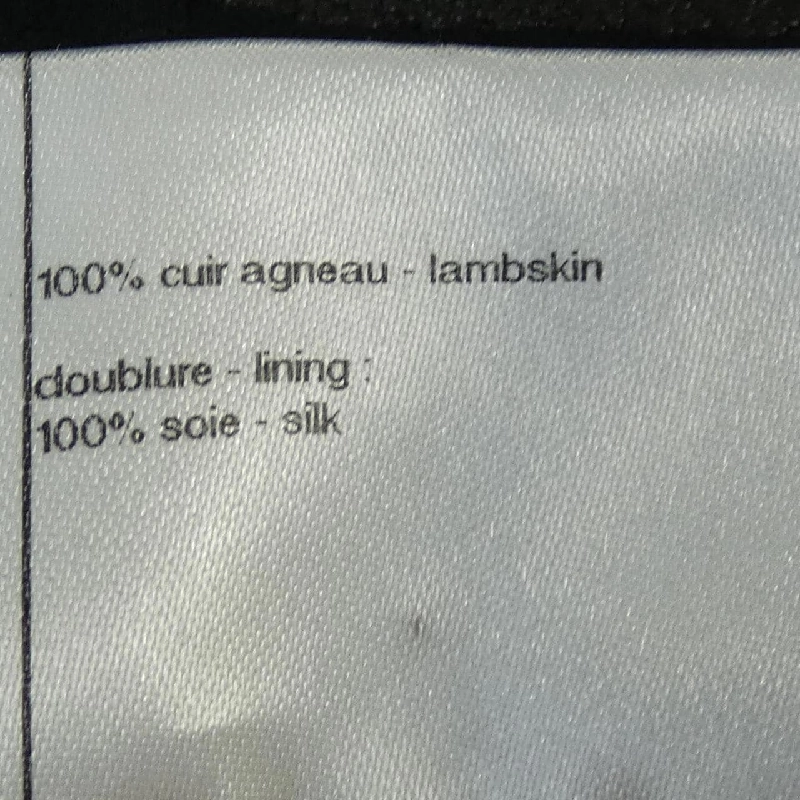 100% cuir agneau - lambskin
doublure - lining :
100% soie - silk